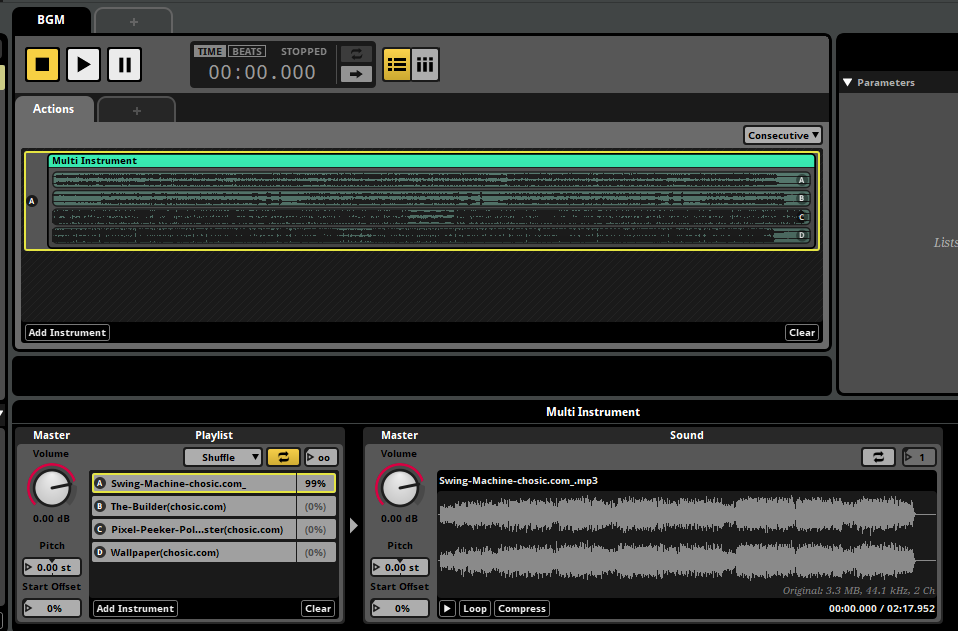 BGM
+
TIME BEATS STOPPED
00:00.000
Actions
+
Parameters
Consecutive
Multi Instrument
A
A
B
C
D
Lists
Add Instrument
Clear
Multi Instrument
Master
Playlist
Master
Sound
Volume
Shuffle
oo
Volume
1
A Swing-Machine-chosic.com_ 99%
Swing-Machine-chosic.com_.mp3
B The-Builder(chosic.com) (0%)
0.00 dB
C Pixel-Peeker-Pol...ster(chosic.com) (0%)
0.00 dB
Pitch
D Wallpaper(chosic.com) (0%)
Pitch
0.00 st
0.00 st
Start Offset
Start Offset
Original: 3.3 MB, 44.1 kHz, 2 Ch
0%
Add Instrument
Clear
0%
Loop
Compress
00:00.000 / 02:17.952